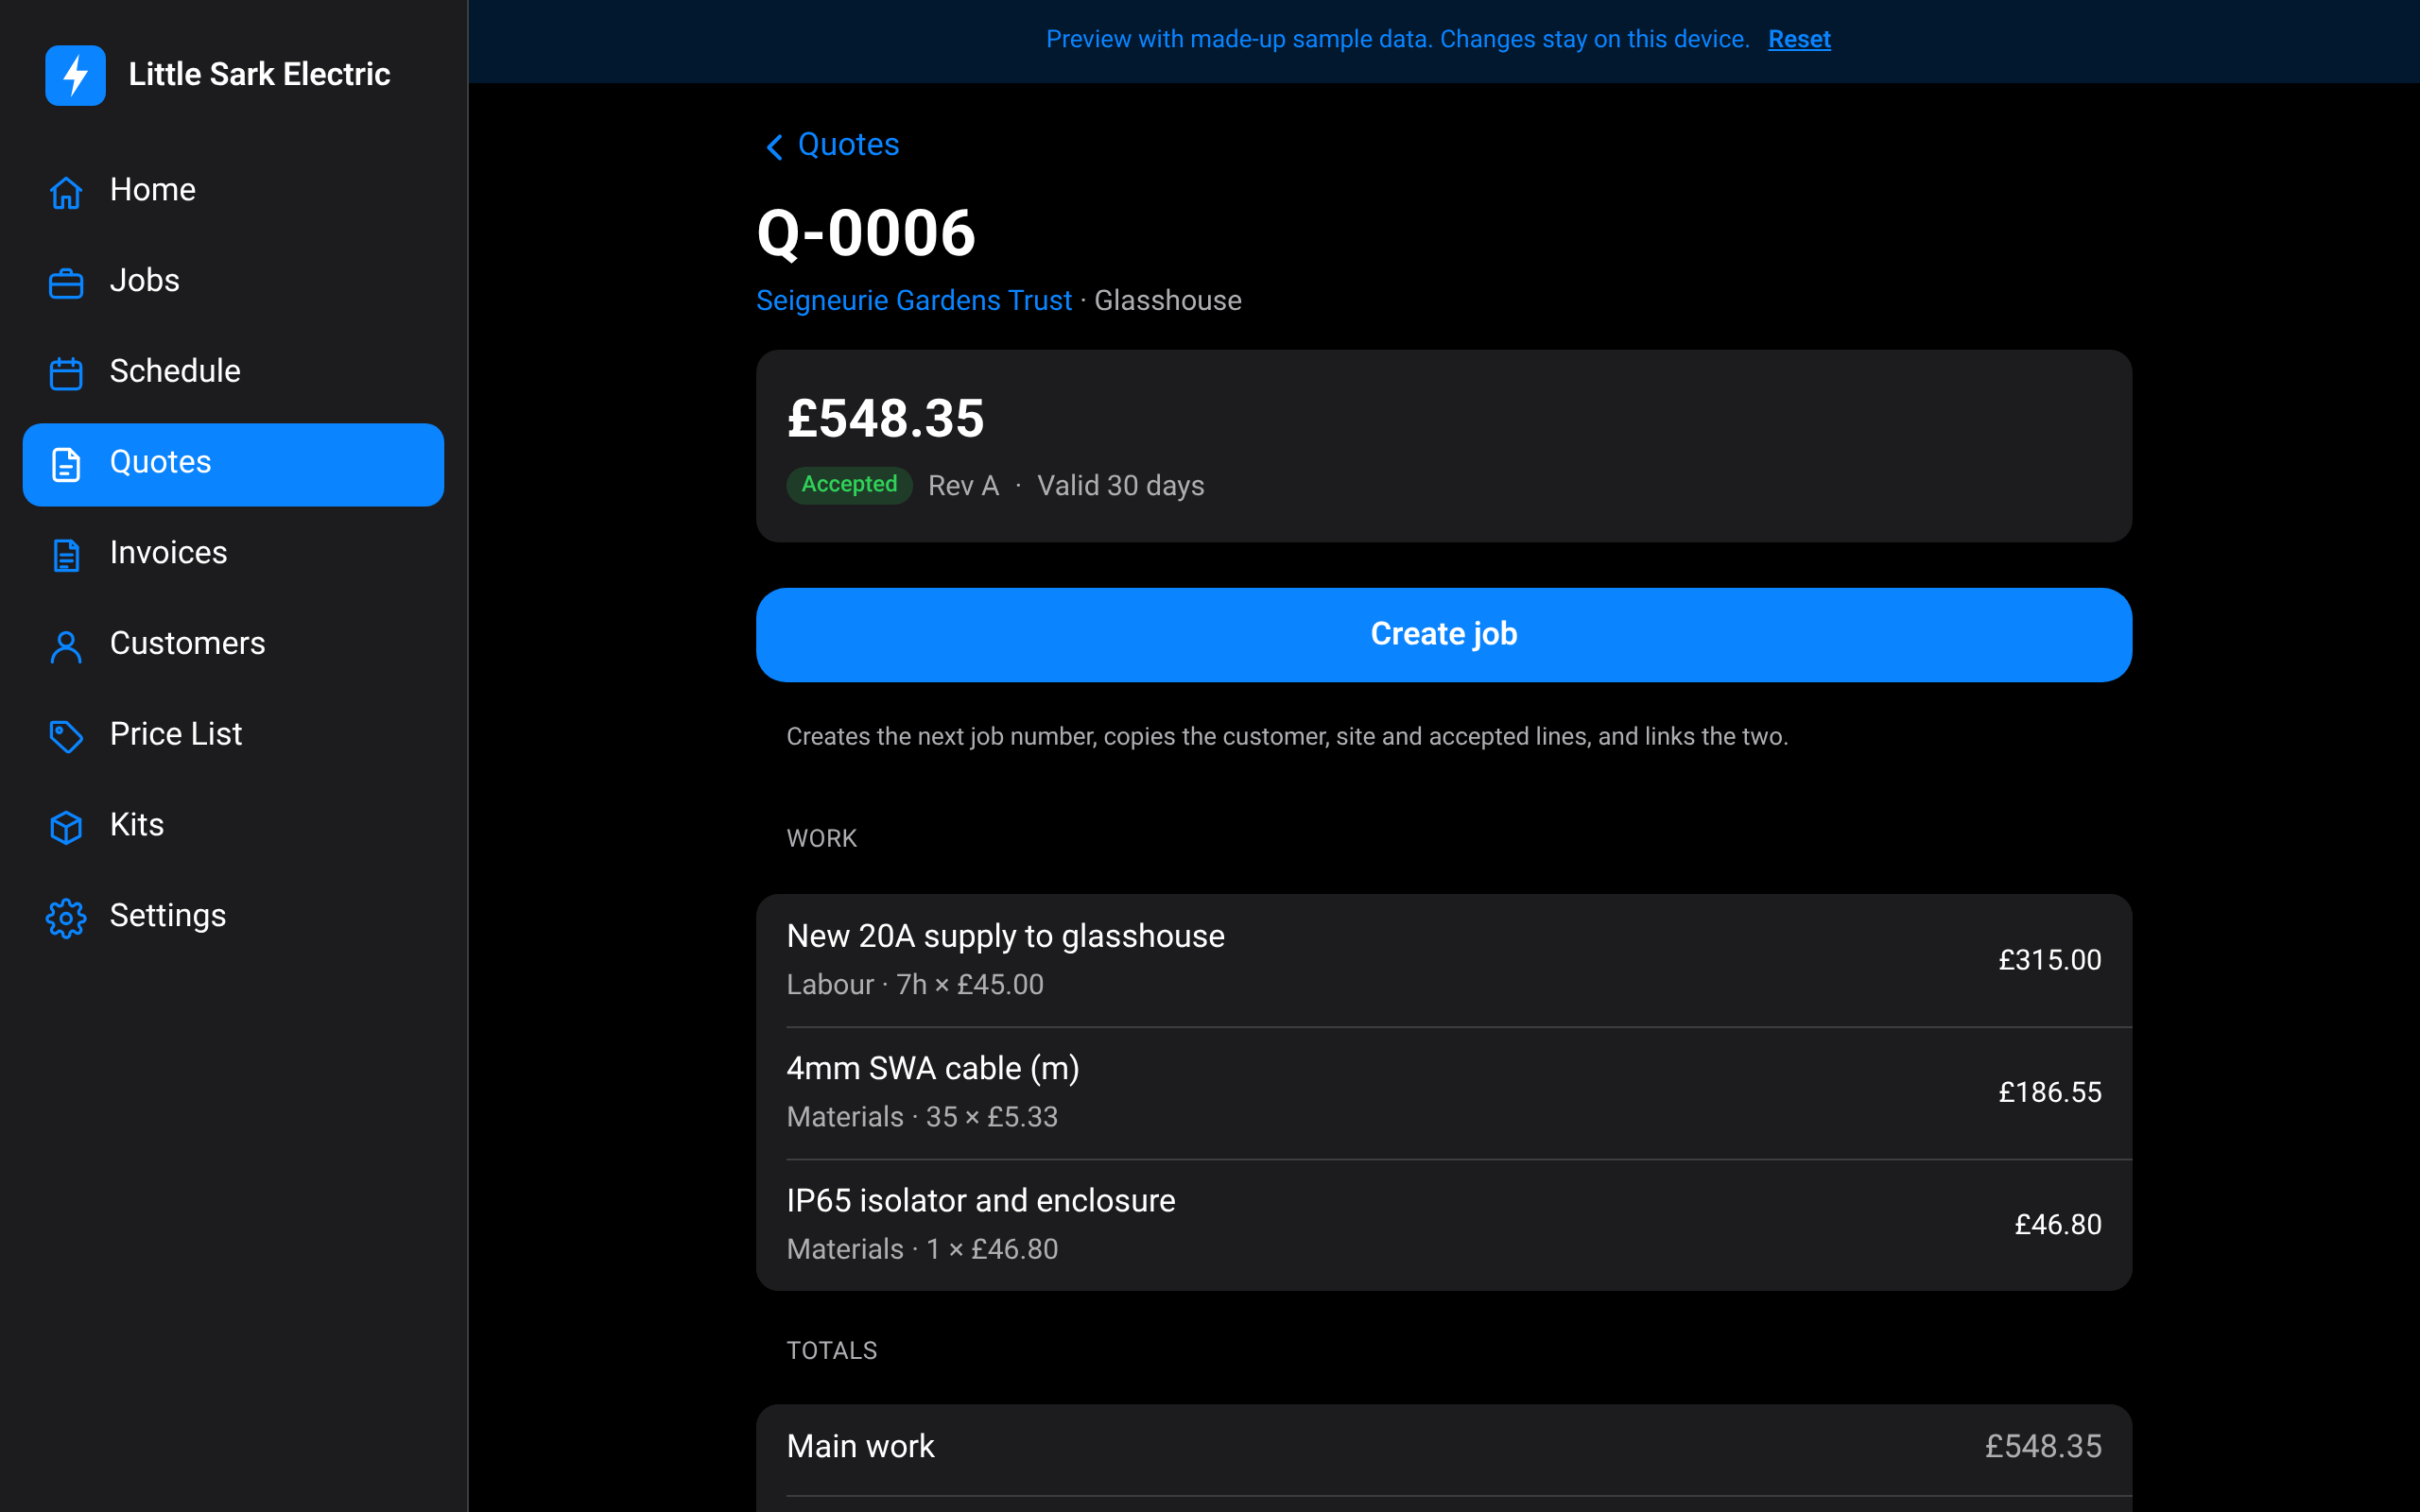 Little Sark Electric
Home
Jobs
Schedule
Quotes
Invoices
Customers
Price List
Kits
Settings
Preview with made-up sample data. Changes stay on this device. Reset
Quotes
Q-0006
Seigneurie Gardens Trust · Glasshouse
£548.35
Accepted Rev A · Valid 30 days
Create job
Creates the next job number, copies the customer, site and accepted lines, and links the two.
WORK
New 20A supply to glasshouse
Labour · 7h × £45.00
£315.00
4mm SWA cable (m)
Materials · 35 × £5.33
£186.55
IP65 isolator and enclosure
Materials · 1 × £46.80
£46.80
TOTALS
Main work £548.35